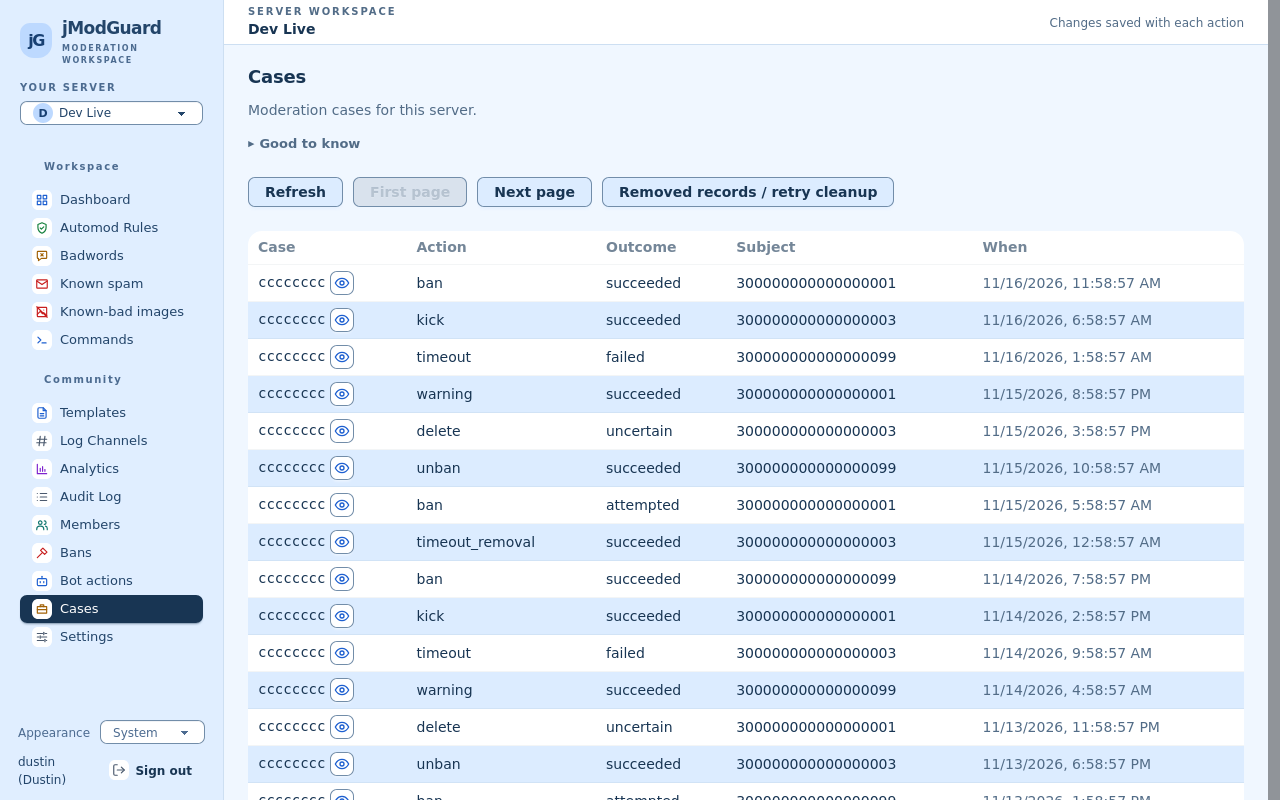 jG
jModGuard
MODERATION
WORKSPACE
YOUR SERVER
D Dev Live
Workspace
Dashboard
Automod Rules
Badwords
Known spam
Known-bad images
Commands
Community
Templates
Log Channels
Analytics
Audit Log
Members
Bans
Bot actions
Cases
Settings
Appearance System
dustin
(Dustin)
Sign out
SERVER WORKSPACE
Dev Live
Changes saved with each action
Cases
Moderation cases for this server.
▸ Good to know
Refresh First page Next page Removed records / retry cleanup
Case Action Outcome Subject When
cccccccc ban succeeded 300000000000000001 11/16/2026, 11:58:57 AM
cccccccc kick succeeded 300000000000000003 11/16/2026, 6:58:57 AM
cccccccc timeout failed 300000000000000099 11/16/2026, 1:58:57 AM
cccccccc warning succeeded 300000000000000001 11/15/2026, 8:58:57 PM
cccccccc delete uncertain 300000000000000003 11/15/2026, 3:58:57 PM
cccccccc unban succeeded 300000000000000099 11/15/2026, 10:58:57 AM
cccccccc ban attempted 300000000000000001 11/15/2026, 5:58:57 AM
cccccccc timeout_removal succeeded 300000000000000003 11/15/2026, 12:58:57 AM
cccccccc ban succeeded 300000000000000099 11/14/2026, 7:58:57 PM
cccccccc kick succeeded 300000000000000001 11/14/2026, 2:58:57 PM
cccccccc timeout failed 300000000000000003 11/14/2026, 9:58:57 AM
cccccccc warning succeeded 300000000000000099 11/14/2026, 4:58:57 AM
cccccccc delete uncertain 300000000000000001 11/13/2026, 11:58:57 PM
cccccccc unban succeeded 300000000000000003 11/13/2026, 6:58:57 PM
cccccccc ban attempted 300000000000000099 11/13/2026, 1:58:57 PM